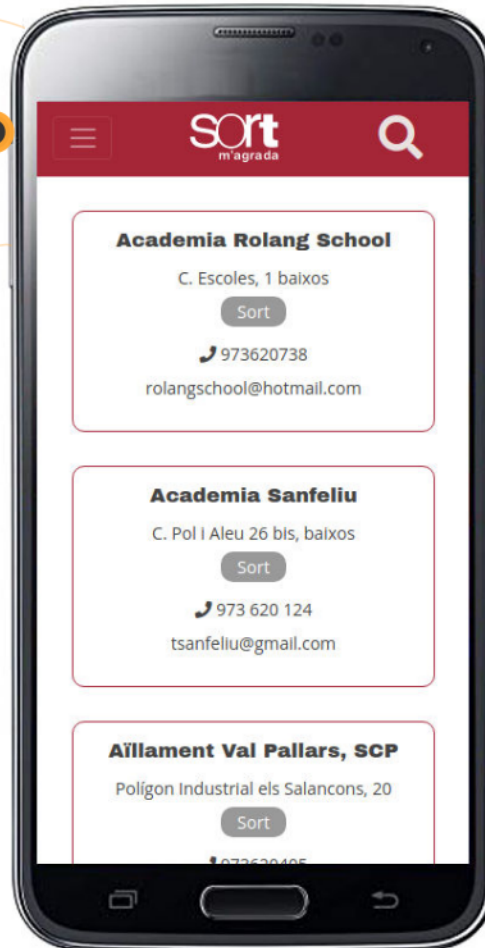 sort
m'agrada
Academia Rolang School
C. Escoles, 1 baixos
Sort
973620738
rolangschool@hotmail.com
Academia Sanfeliu
C. Pol i Aleu 26 bis, baixos
Sort
973 620 124
tsanfeliu@gmail.com
Aïllament Val Pallars, SCP
Polígon Industrial els Salancons, 20
Sort